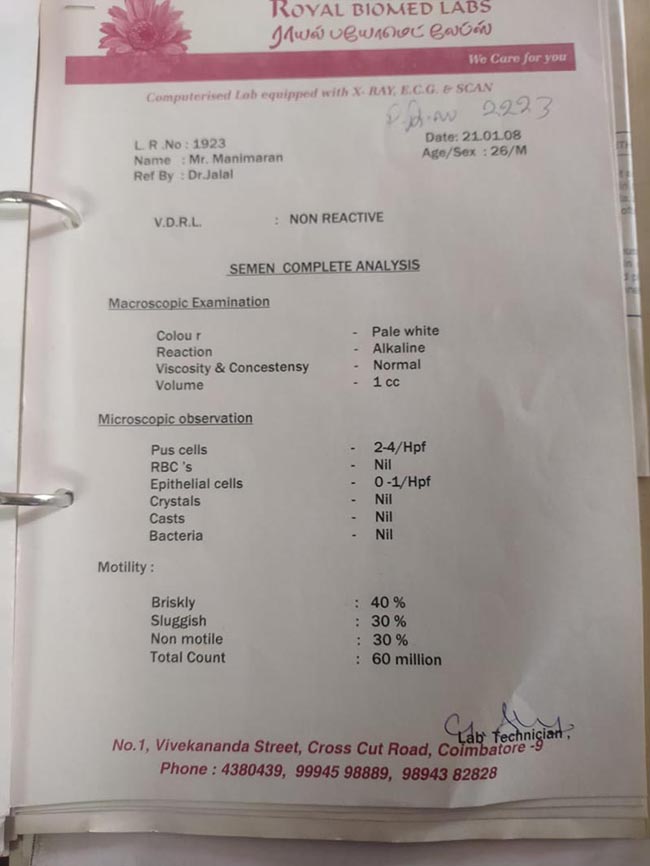 ROYAL BIOMED LABS
ராயல் பயோமெட் லேப்ஸ்
We Care for you
Computerised Lab equipped with X- RAY, E.C.G. & SCAN
2223
L. R .No : 1923
Date: 21.01.08
Name : Mr. Manimaran
Age/Sex : 26/M
Ref By : Dr.Jalal
V.D.R.L. : NON REACTIVE
SEMEN COMPLETE ANALYSIS
Macroscopic Examination
Colou r - Pale white
Reaction - Alkaline
Viscosity & Concestensy - Normal
Volume - 1 cc
Microscopic observation
Pus cells - 2-4/Hpf
RBC 's - Nil
Epithelial cells - 0 -1/Hpf
Crystals - Nil
Casts - Nil
Bacteria - Nil
Motility :
Briskly : 40 %
Sluggish : 30 %
Non motile : 30 %
Total Count : 60 million
Lab Technician,
No.1, Vivekananda Street, Cross Cut Road, Coimbatore -9
Phone : 4380439, 99945 98889, 98943 82828